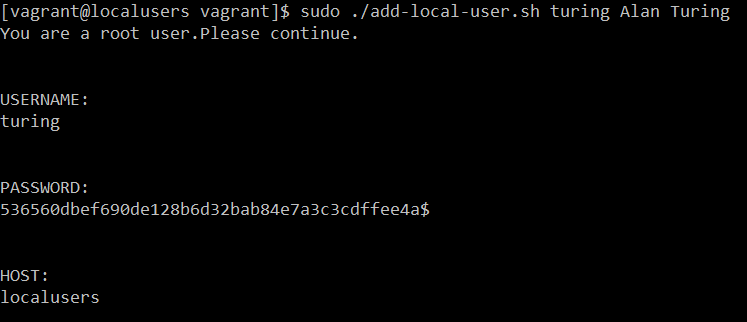 [vagrant@localusers vagrant]$ sudo ./add-local-user.sh turing Alan Turing
You are a root user.Please continue.
USERNAME:
turing
PASSWORD:
536560dbef690de128b6d32bab84e7a3c3cdffee4a$
HOST:
localusers